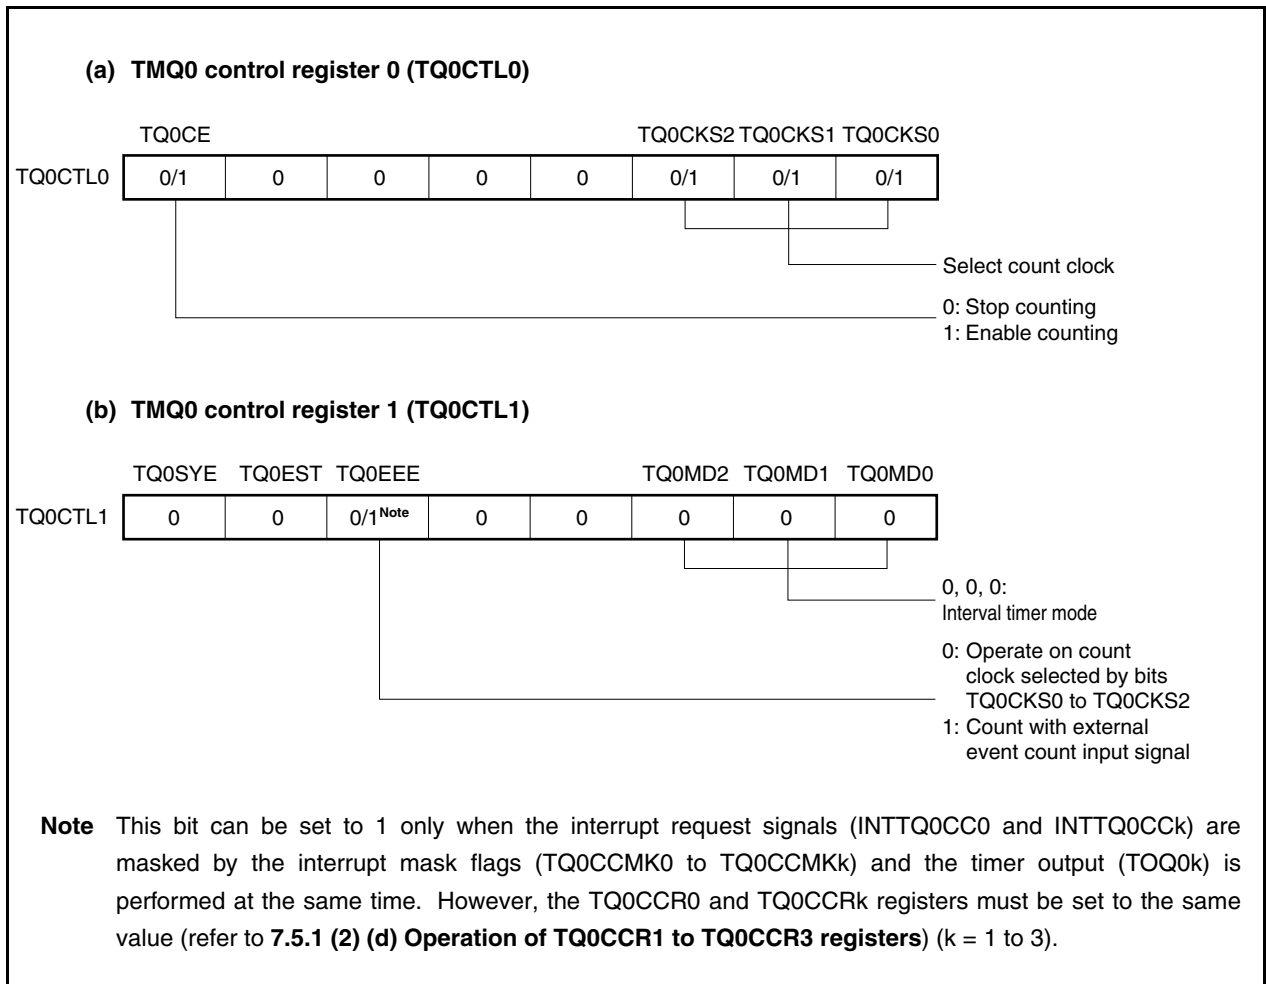 (a) TMQ0 control register 0 (TQ0CTL0)
TQ0CE TQ0CKS2 TQ0CKS1 TQ0CKS0
TQ0CTL0 0/1 0 0 0 0 0/1 0/1 0/1
Select count clock
0: Stop counting
1: Enable counting
(b) TMQ0 control register 1 (TQ0CTL1)
TQ0SYE TQ0EST TQ0EEE TQ0MD2 TQ0MD1 TQ0MD0
TQ0CTL1 0 0 0/1Note 0 0 0 0 0
0, 0, 0:
Interval timer mode
0: Operate on count
clock selected by bits
TQ0CKS0 to TQ0CKS2
1: Count with external
event count input signal
Note This bit can be set to 1 only when the interrupt request signals (INTTQ0CC0 and INTTQ0CCk) are
masked by the interrupt mask flags (TQ0CCMK0 to TQ0CCMKk) and the timer output (TOQ0k) is
performed at the same time. However, the TQ0CCR0 and TQ0CCRk registers must be set to the same
value (refer to 7.5.1 (2) (d) Operation of TQ0CCR1 to TQ0CCR3 registers) (k = 1 to 3).